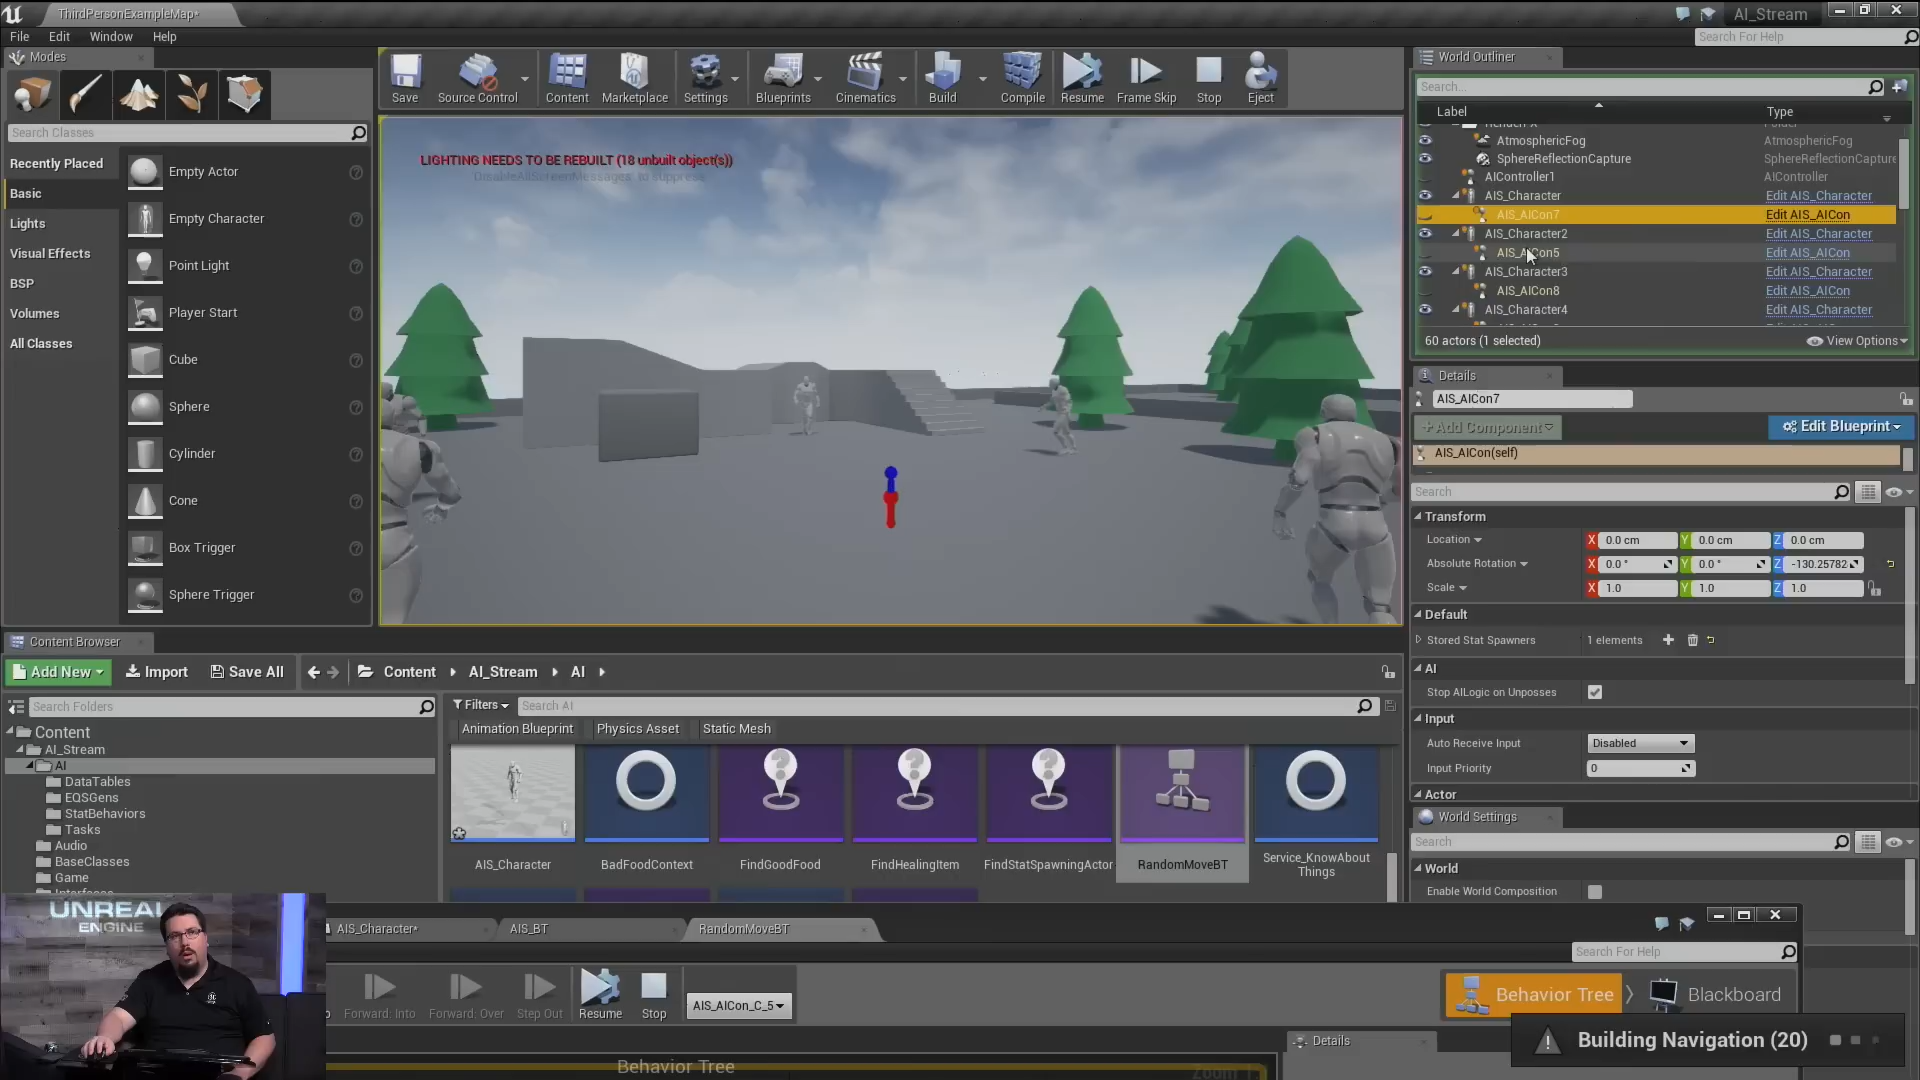 ThirdPersonExampleMap*
AI_Stream
File Edit Window Help
Search For Help
Modes
Search Classes
Recently Placed
Basic
Lights
Visual Effects
BSP
Volumes
All Classes
Empty Actor
Empty Character
Point Light
Player Start
Cube
Sphere
Cylinder
Cone
Box Trigger
Sphere Trigger
Save
Source Control
Content
Marketplace
Settings
Blueprints
Cinematics
Build
Compile
Resume
Frame Skip
Stop
Eject
LIGHTING NEEDS TO BE REBUILT (18 unbuilt object(s))
'DisableAllScreenMessages' to suppress
World Outliner
Search...
Label Type
AtmosphericFog AtmosphericFog
SphereReflectionCapture SphereReflectionCapture
AIController1 AIController
AIS_Character Edit AIS_Character
AIS_AICon7 Edit AIS_AICon
AIS_Character2 Edit AIS_Character
AIS_AICon5 Edit AIS_AICon
AIS_Character3 Edit AIS_Character
AIS_AICon8 Edit AIS_AICon
AIS_Character4 Edit AIS_Character
60 actors (1 selected) View Options
Details
AIS_AICon7
+Add Component Edit Blueprint
AIS_AICon(self)
Search
Transform
Location X 0.0 cm Y 0.0 cm Z 0.0 cm
Absolute Rotation X 0.0 ° Y 0.0 ° Z -130.25782
Scale X 1.0 Y 1.0 Z 1.0
Default
Stored Stat Spawners 1 elements
AI
Stop AILogic on Unposses
Input
Auto Receive Input Disabled
Input Priority 0
Actor
World Settings
Search
World
Enable World Composition
Content Browser
Add New Import Save All Content AI_Stream AI
Search Folders
Content
AI_Stream
AI
DataTables
EQSGens
StatBehaviors
Tasks
Audio
BaseClasses
Game
Interfaces
Filters Search AI
Animation Blueprint Physics Asset Static Mesh
AIS_Character
BadFoodContext
FindGoodFood
FindHealingItem
FindStatSpawningActor
RandomMoveBT
Service_KnowAbout
Things
UNREAL
ENGINE
AIS_Character* AIS_BT RandomMoveBT
Search For Help
Forward: Into Forward: Over Step Out Resume Stop
AIS_AICon_C_5
Behavior Tree Blackboard
Details
Behavior Tree
Zoom
Building Navigation (20)